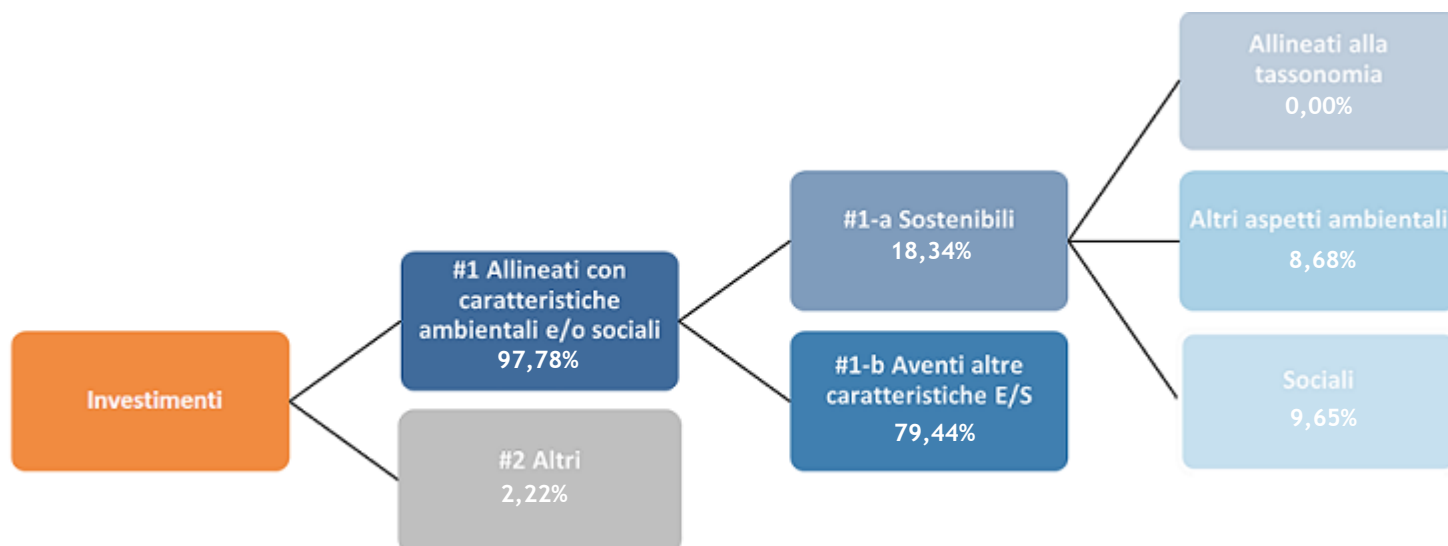 Investimenti
#1 Allineati con
caratteristiche
ambientali e/o sociali
97,78%
#2 Altri
2,22%
#1-a Sostenibili
18,34%
#1-b Aventi altre
caratteristiche E/S
79,44%
Allineati alla
tassonomia
0,00%
Altri aspetti ambientali
8,68%
Sociali
9,65%